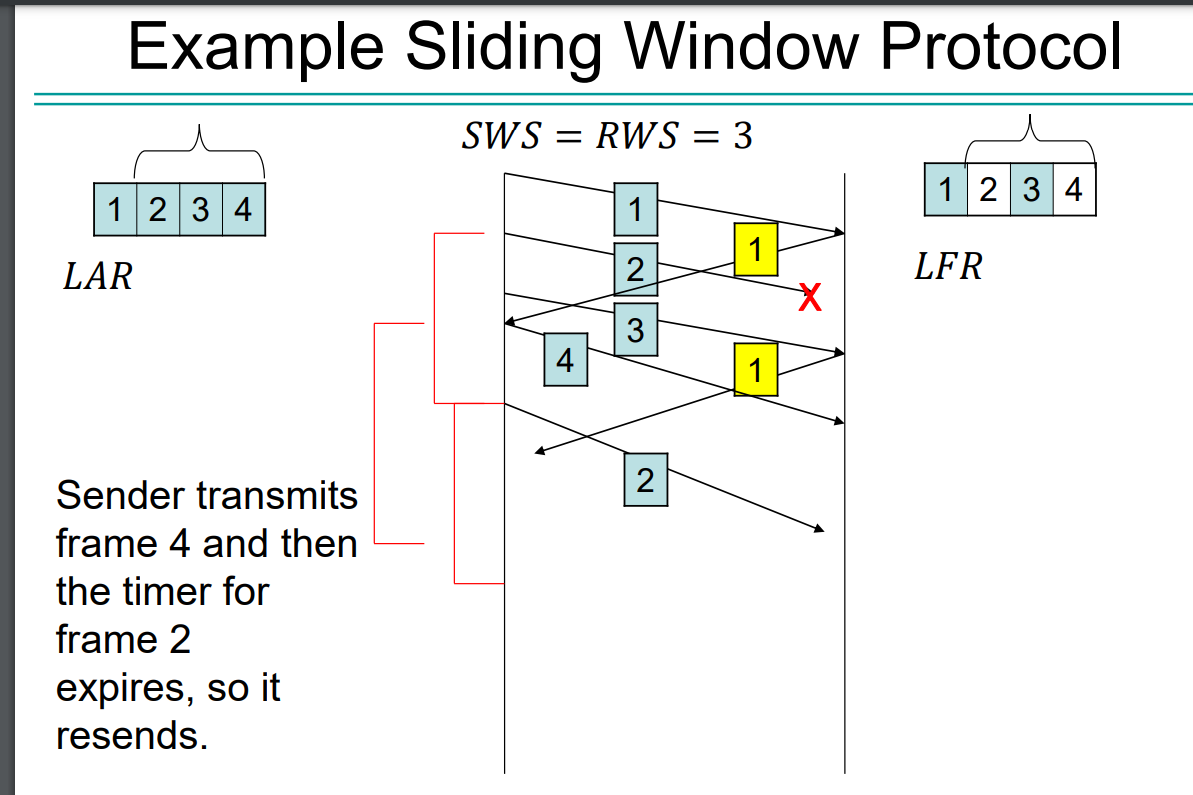 Example Sliding Window Protocol
SWS = RWS = 3
1 2 3 4
LAR
1 2 3 4
LFR
1
1
2
X
3
4
1
2
Sender transmits
frame 4 and then
the timer for
frame 2
expires, so it
resends.